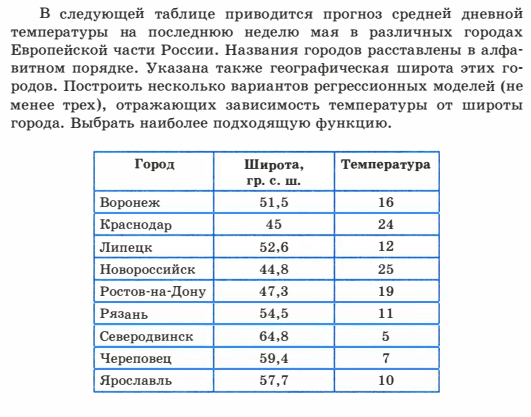 В следующей таблице приводится прогноз средней дневной
температуры на последнюю неделю мая в различных городах
Европейской части России. Названия городов расставлены в алфа-
витном порядке. Указана также географическая широта этих го-
родов. Построить несколько вариантов регрессионных моделей (не
менее трех), отражающих зависимость температуры от широты
города. Выбрать наиболее подходящую функцию.
Город Широта, Температура
гр. с. ш.
Воронеж 51,5 16
Краснодар 45 24
Липецк 52,6 12
Новороссийск 44,8 25
Ростов-на-Дону 47,3 19
Рязань 54,5 11
Северодвинск 64,8 5
Череповец 59,4 7
Ярославль 57,7 10